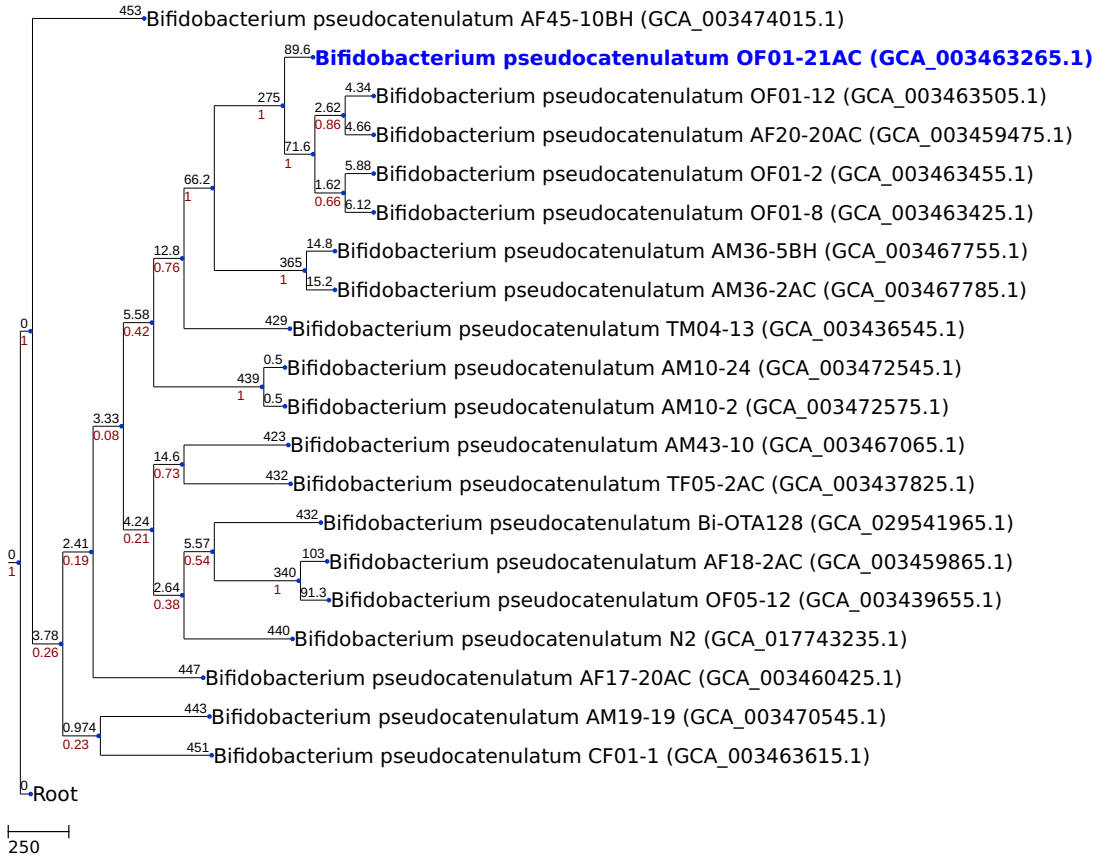 453 Bifidobacterium pseudocatenulatum AF45-10BH (GCA_003474015.1)
89.6 Bifidobacterium pseudocatenulatum OF01-21AC (GCA_003463265.1)
4.34 Bifidobacterium pseudocatenulatum OF01-12 (GCA_003463505.1)
275
1
2.62
0.86
4.66 Bifidobacterium pseudocatenulatum AF20-20AC (GCA_003459475.1)
71.6
1
5.88 Bifidobacterium pseudocatenulatum OF01-2 (GCA_003463455.1)
66.2
1
1.62
0.66
6.12 Bifidobacterium pseudocatenulatum OF01-8 (GCA_003463425.1)
14.8 Bifidobacterium pseudocatenulatum AM36-5BH (GCA_003467755.1)
12.8
0.76
365
1
15.2 Bifidobacterium pseudocatenulatum AM36-2AC (GCA_003467785.1)
5.58
0.42
429 Bifidobacterium pseudocatenulatum TM04-13 (GCA_003436545.1)
0
1
0.5 Bifidobacterium pseudocatenulatum AM10-24 (GCA_003472545.1)
439
1
0.5 Bifidobacterium pseudocatenulatum AM10-2 (GCA_003472575.1)
3.33
0.08
423 Bifidobacterium pseudocatenulatum AM43-10 (GCA_003467065.1)
14.6
0.73
432 Bifidobacterium pseudocatenulatum TF05-2AC (GCA_003437825.1)
4.24
0.21
432 Bifidobacterium pseudocatenulatum Bi-OTA128 (GCA_029541965.1)
2.41
0.19
5.57
0.54
0
1
103 Bifidobacterium pseudocatenulatum AF18-2AC (GCA_003459865.1)
340
1
2.64
0.38
91.3 Bifidobacterium pseudocatenulatum OF05-12 (GCA_003439655.1)
3.78
0.26
440 Bifidobacterium pseudocatenulatum N2 (GCA_017743235.1)
447 Bifidobacterium pseudocatenulatum AF17-20AC (GCA_003460425.1)
443 Bifidobacterium pseudocatenulatum AM19-19 (GCA_003470545.1)
0.974
0.23
451 Bifidobacterium pseudocatenulatum CF01-1 (GCA_003463615.1)
0 Root
250